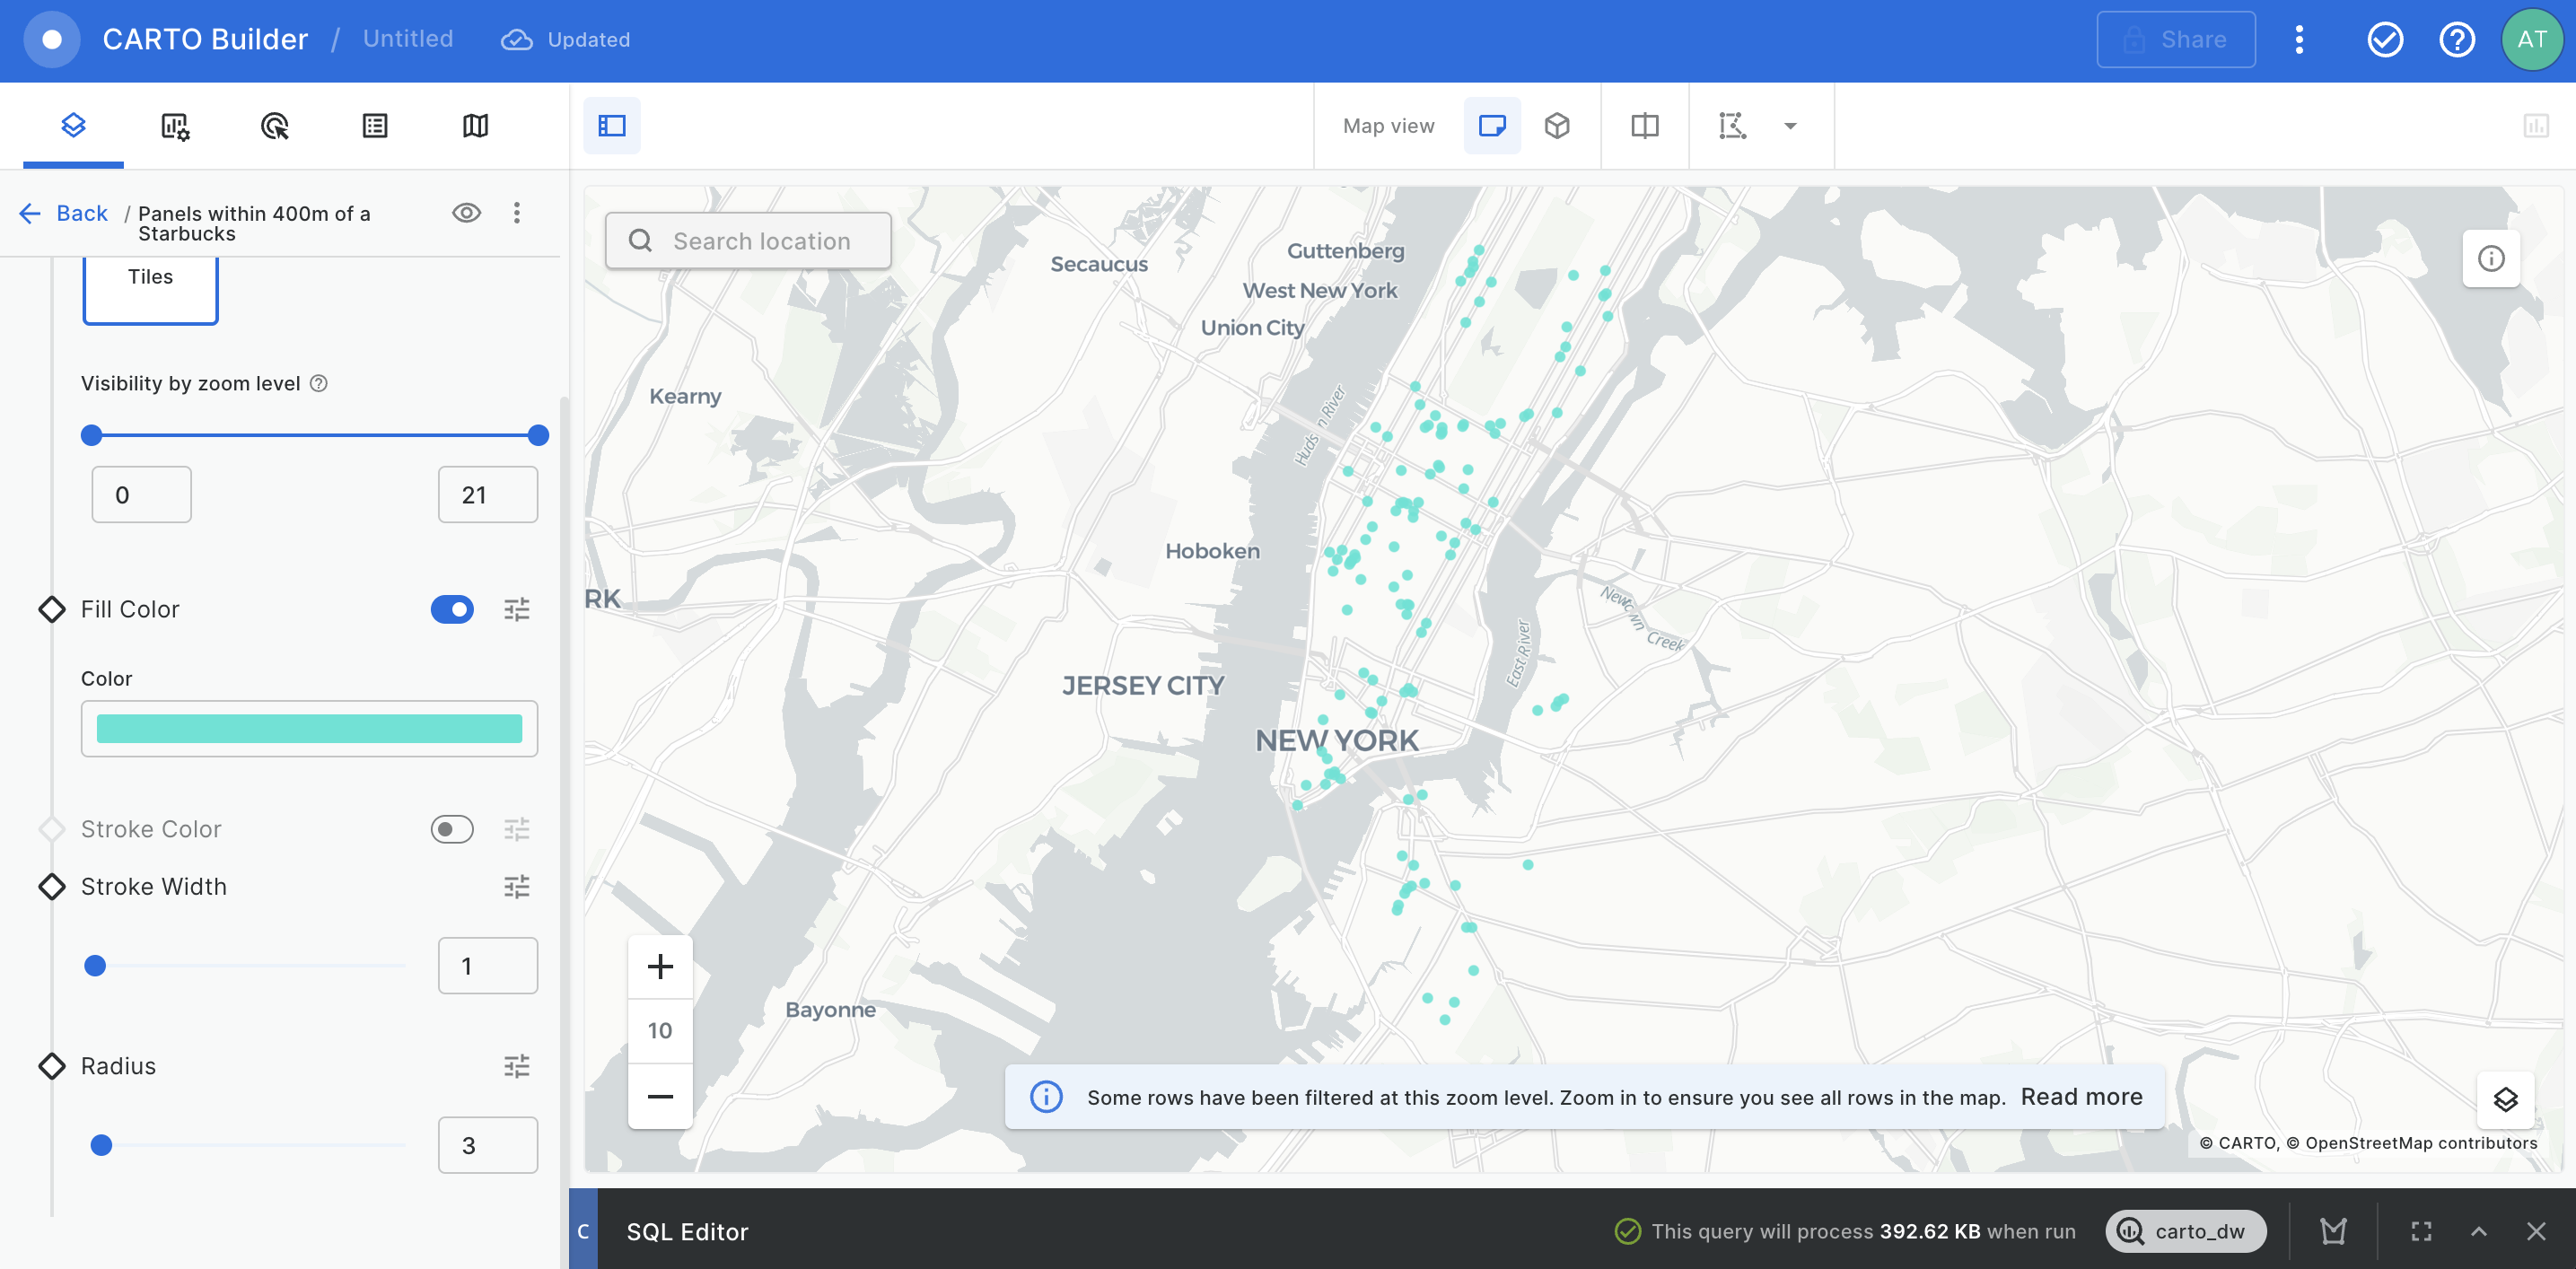 CARTO Builder / Untitled Updated Share AT
Map view
Back / Panels within 400m of a
Starbucks
Tiles
Visibility by zoom level
0 21
Fill Color
Color
Stroke Color
Stroke Width
1
Radius
3
Search location
Secaucus
Guttenberg
West New York
Union City
Kearny
Hudson River
Hoboken
RK
Newtown Creek
East River
JERSEY CITY
NEW YORK
Bayonne
10
Some rows have been filtered at this zoom level. Zoom in to ensure you see all rows in the map. Read more
© CARTO, © OpenStreetMap contributors
C SQL Editor This query will process 392.62 KB when run carto_dw